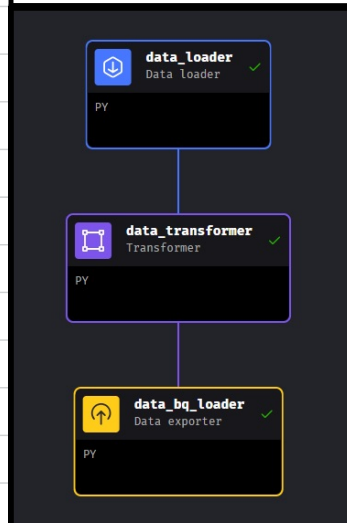 data_loader
Data loader
PY
data_transformer
Transformer
PY
data_bq_loader
Data exporter
PY